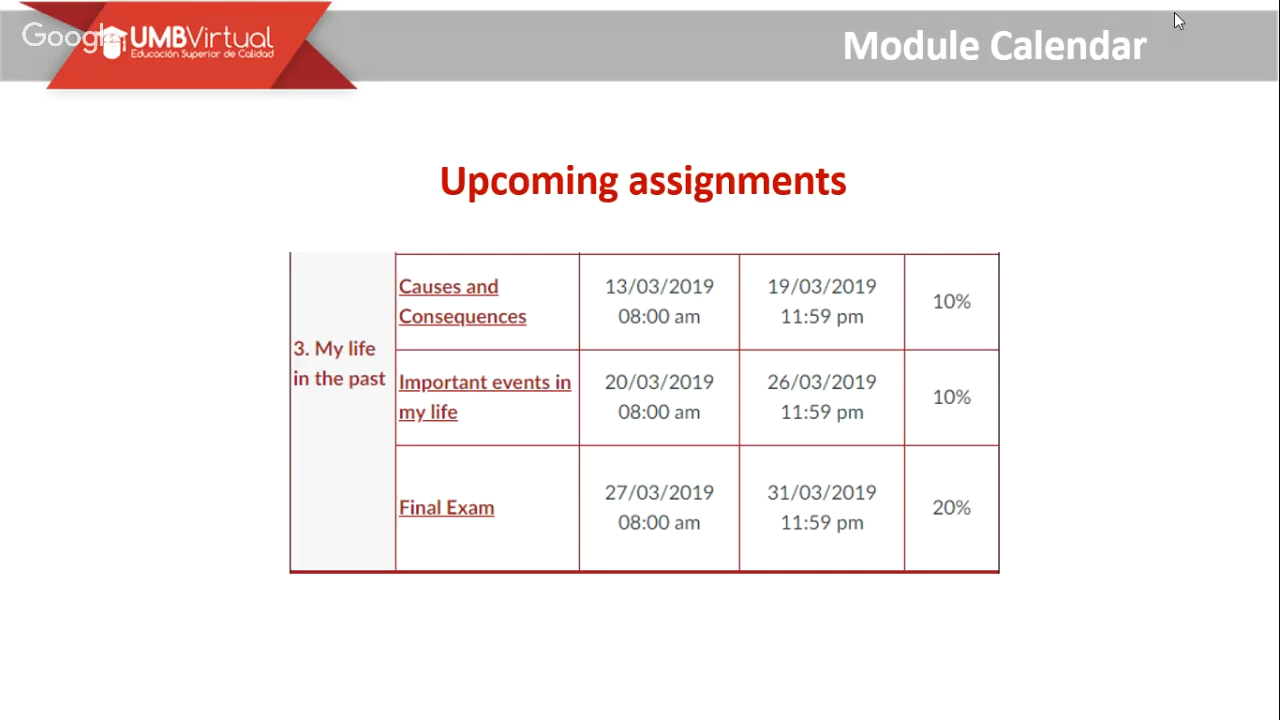 Google
UMBVirtual
Educación Superior de Calidad
Module Calendar
Upcoming assignments
3. My life
in the past
Causes and
Consequences
13/03/2019
08:00 am
19/03/2019
11:59 pm
10%
Important events in
my life
20/03/2019
08:00 am
26/03/2019
11:59 pm
10%
Final Exam
27/03/2019
08:00 am
31/03/2019
11:59 pm
20%